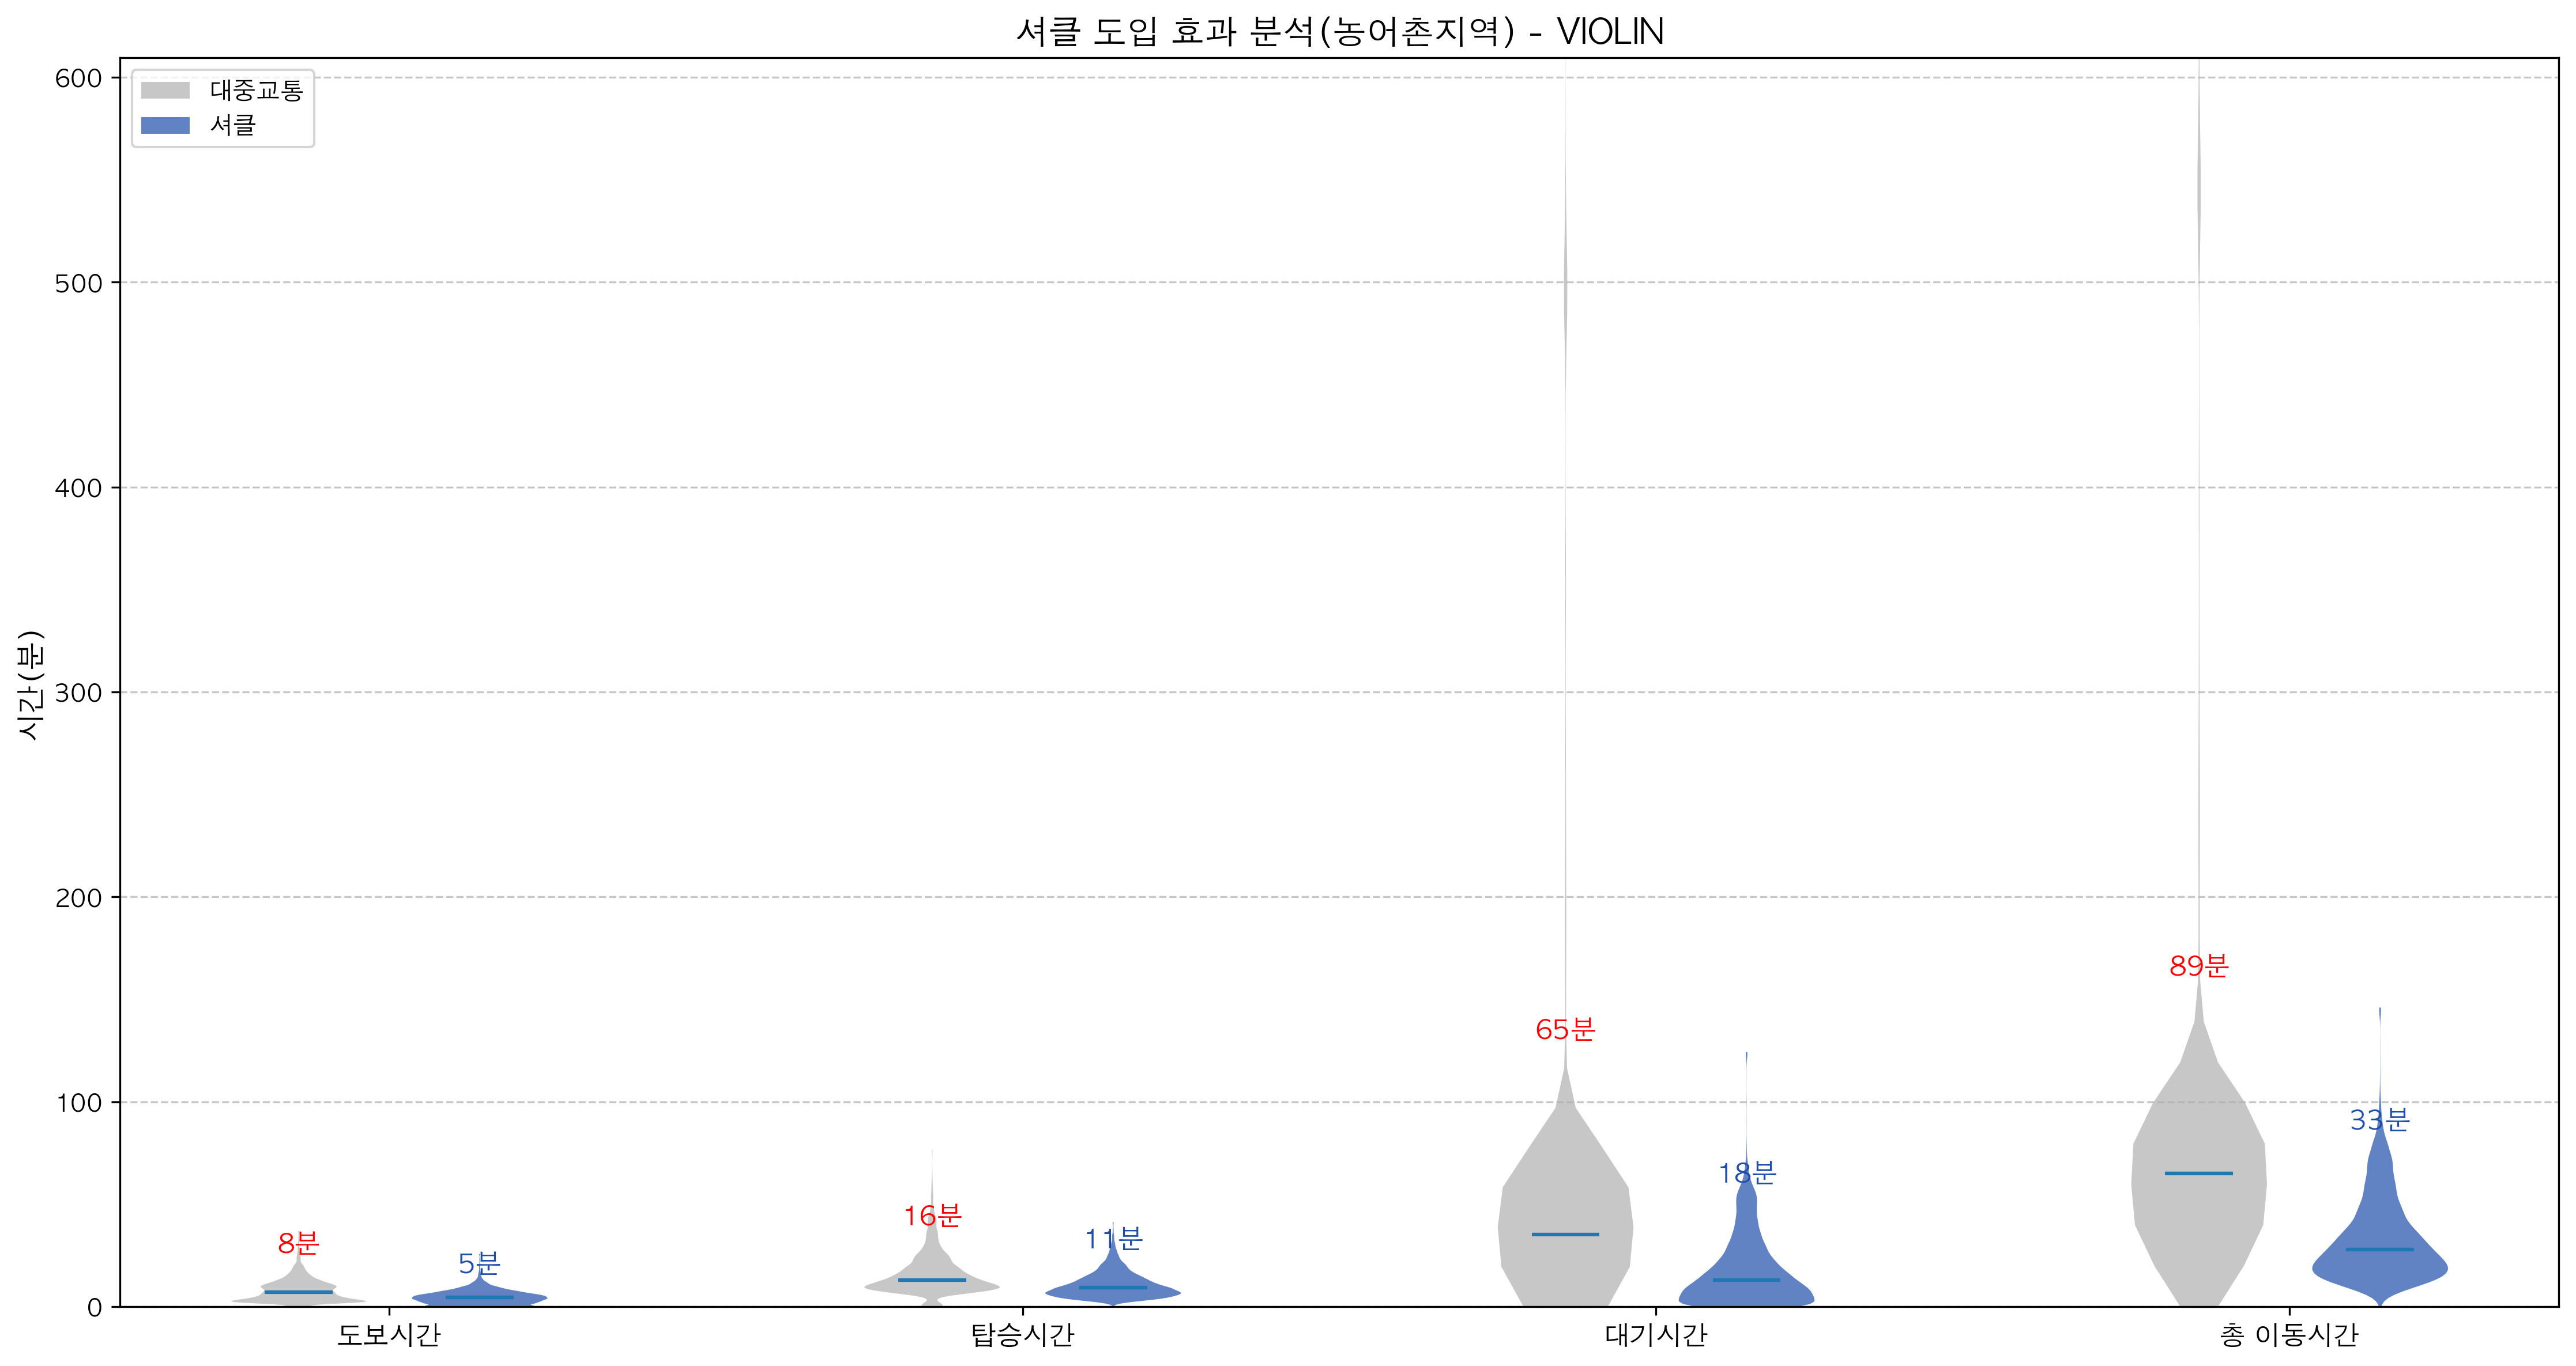 셔클 도입 효과 분석(농어촌지역) - VIOLIN
대중교통
셔클
시간(분)
600
500
400
300
200
100
0
8분
5분
16분
11분
65분
18분
89분
33분
도보시간
탑승시간
대기시간
총 이동시간